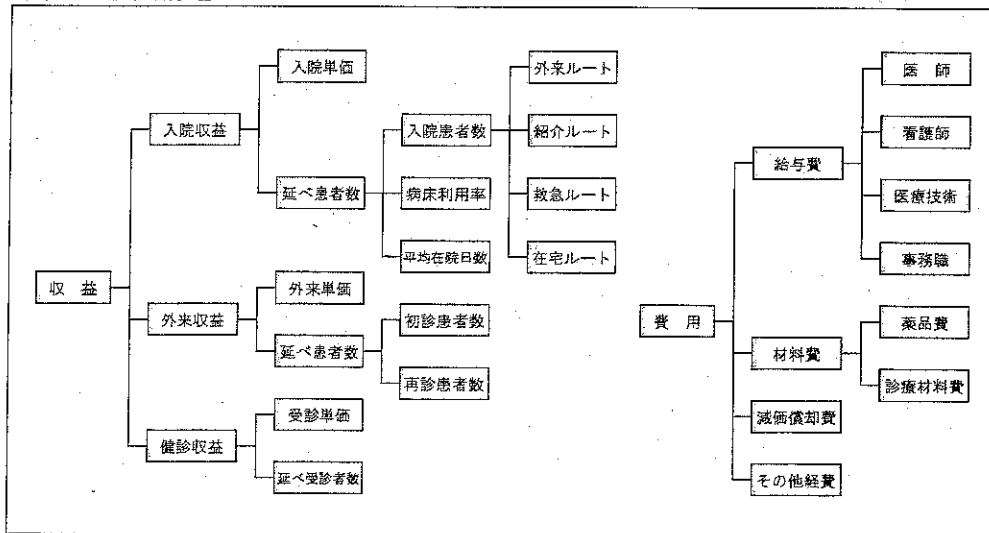 収益
入院収益
入院単価
延べ患者数
入院患者数
外来ルート
紹介ルート
救急ルート
在宅ルート
病床利用率
平均在院日数
外来収益
外来単価
延べ患者数
初診患者数
再診患者数
健診収益
受診単価
延べ受診者数
費用
給与費
医師
看護師
医療技術
事務職
材料費
薬品費
診療材料費
減価償却費
その他経費